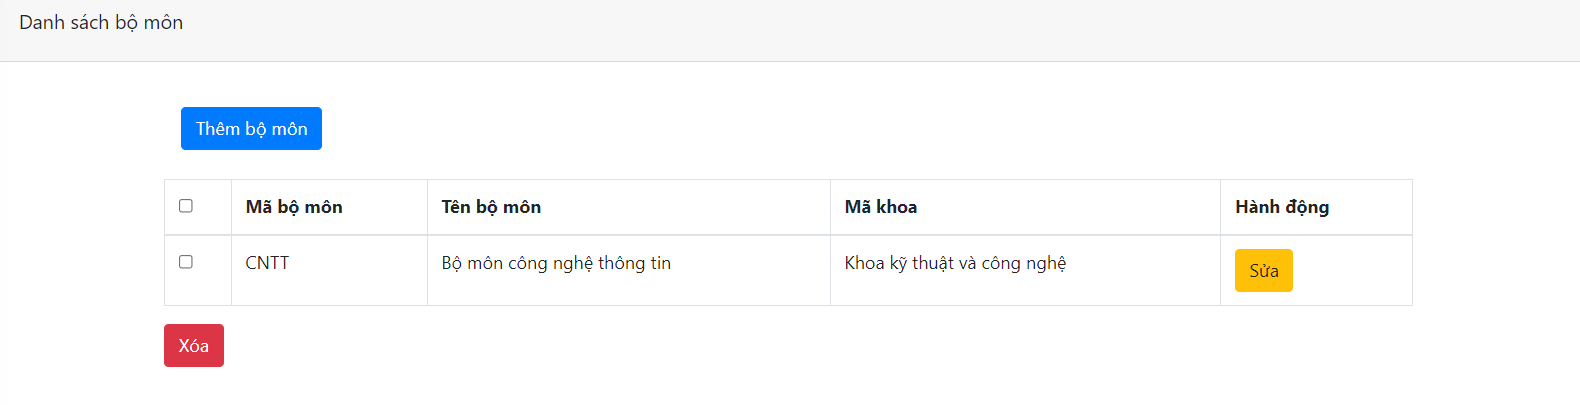 Danh sách bộ môn
Thêm bộ môn
Mã bộ môn Tên bộ môn Mã khoa Hành động
CNTT Bộ môn công nghệ thông tin Khoa kỹ thuật và công nghệ Sửa
Xóa